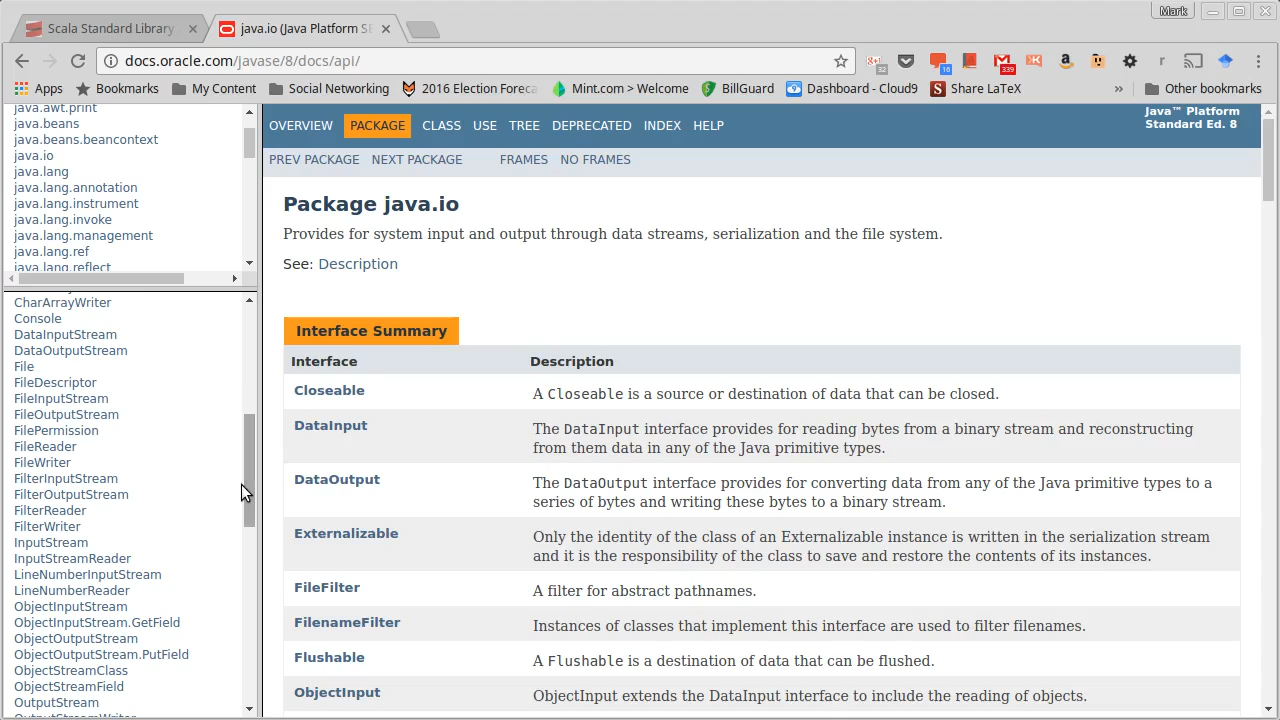 Mark
Scala Standard Library
java.io (Java Platform SE
docs.oracle.com/javase/8/docs/api/
32
16
339
Apps
Bookmarks
My Content
Social Networking
2016 Election Foreca
Mint.com > Welcome
BillGuard
Dashboard - Cloud9
Share LaTeX
»
Other bookmarks
java.awt.print
java.beans
java.beans.beancontext
java.io
java.lang
java.lang.annotation
java.lang.instrument
java.lang.invoke
java.lang.management
java.lang.ref
java.lang.reflect
CharArrayWriter
Console
DataInputStream
DataOutputStream
File
FileDescriptor
FileInputStream
FileOutputStream
FilePermission
FileReader
FileWriter
FilterInputStream
FilterOutputStream
FilterReader
FilterWriter
InputStream
InputStreamReader
LineNumberInputStream
LineNumberReader
ObjectInputStream
ObjectInputStream.GetField
ObjectOutputStream
ObjectOutputStream.PutField
ObjectStreamClass
ObjectStreamField
OutputStream
OutputStreamWriter
OVERVIEW PACKAGE CLASS USE TREE DEPRECATED INDEX HELP
Java™ Platform
Standard Ed. 8
PREV PACKAGE NEXT PACKAGE FRAMES NO FRAMES
Package java.io
Provides for system input and output through data streams, serialization and the file system.
See: Description
Interface Summary
Interface Description
Closeable A Closeable is a source or destination of data that can be closed.
DataInput The DataInput interface provides for reading bytes from a binary stream and reconstructing
from them data in any of the Java primitive types.
DataOutput The DataOutput interface provides for converting data from any of the Java primitive types to a
series of bytes and writing these bytes to a binary stream.
Externalizable Only the identity of the class of an Externalizable instance is written in the serialization stream
and it is the responsibility of the class to save and restore the contents of its instances.
FileFilter A filter for abstract pathnames.
FilenameFilter Instances of classes that implement this interface are used to filter filenames.
Flushable A Flushable is a destination of data that can be flushed.
ObjectInput ObjectInput extends the DataInput interface to include the reading of objects.